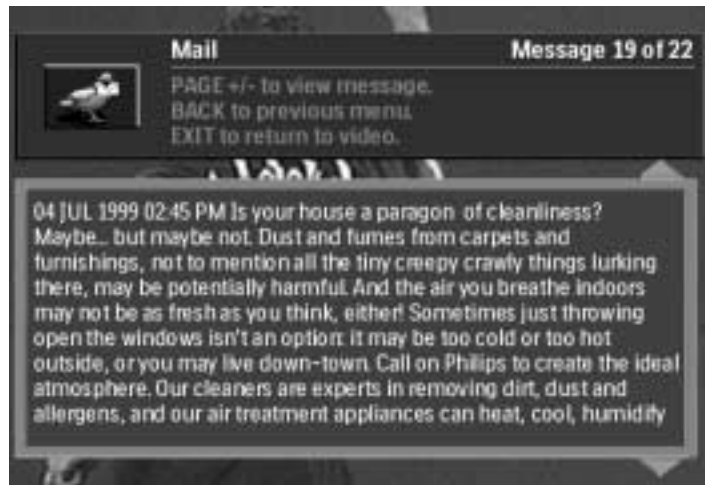 Mail
Message 19 of 22
PAGE +/- to view message.
BACK to previous menu.
EXIT to return to video.
04 JUL 1999 02:45 PM Is your house a paragon of cleanliness?
Maybe... but maybe not. Dust and fumes from carpets and
furnishings, not to mention all the tiny creepy crawly things lurking
there, may be potentially harmful. And the air you breathe indoors
may not be as fresh as you think, either! Sometimes just throwing
open the windows isn't an option: it may be too cold or too hot
outside, or you may live down-town. Call on Philips to create the ideal
atmosphere. Our cleaners are experts in removing dirt, dust and
allergens, and our air treatment appliances can heat, cool, humidify